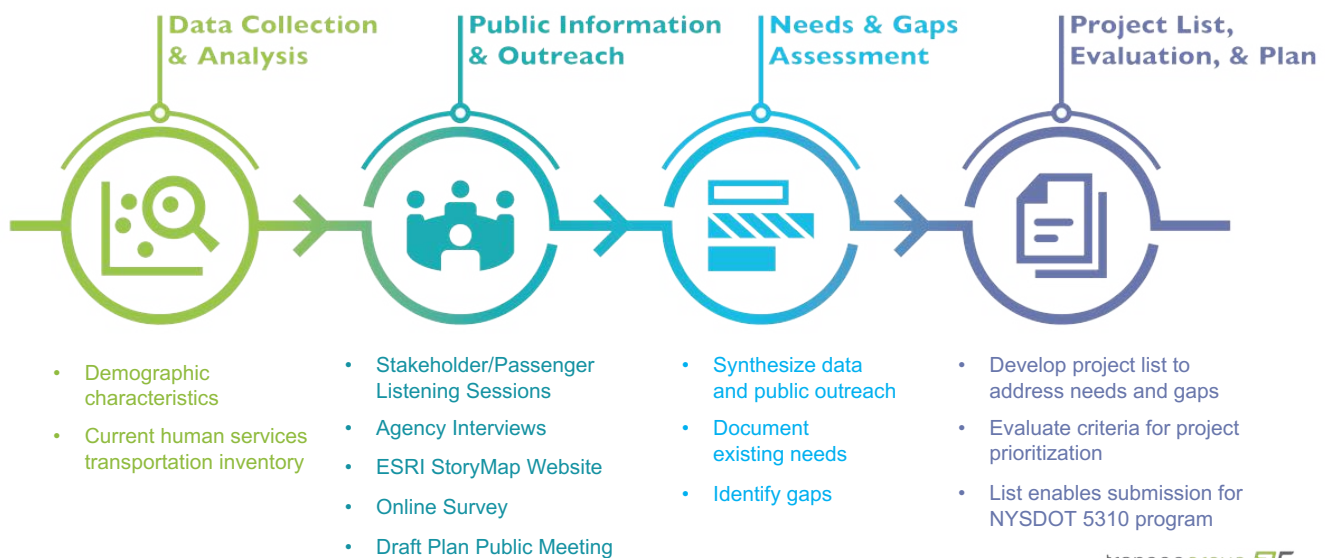 Data Collection
& Analysis
Public Information
& Outreach
Needs & Gaps
Assessment
Project List,
Evaluation, & Plan
• Demographic
characteristics
• Current human services
transportation inventory
• Stakeholder/Passenger
Listening Sessions
• Agency Interviews
• ESRI StoryMap Website
• Online Survey
• Draft Plan Public Meeting
• Synthesize data
and public outreach
• Document
existing needs
• Identify gaps
• Develop project list to
address needs and gaps
• Evaluate criteria for project
prioritization
• List enables submission for
NYSDOT 5310 program